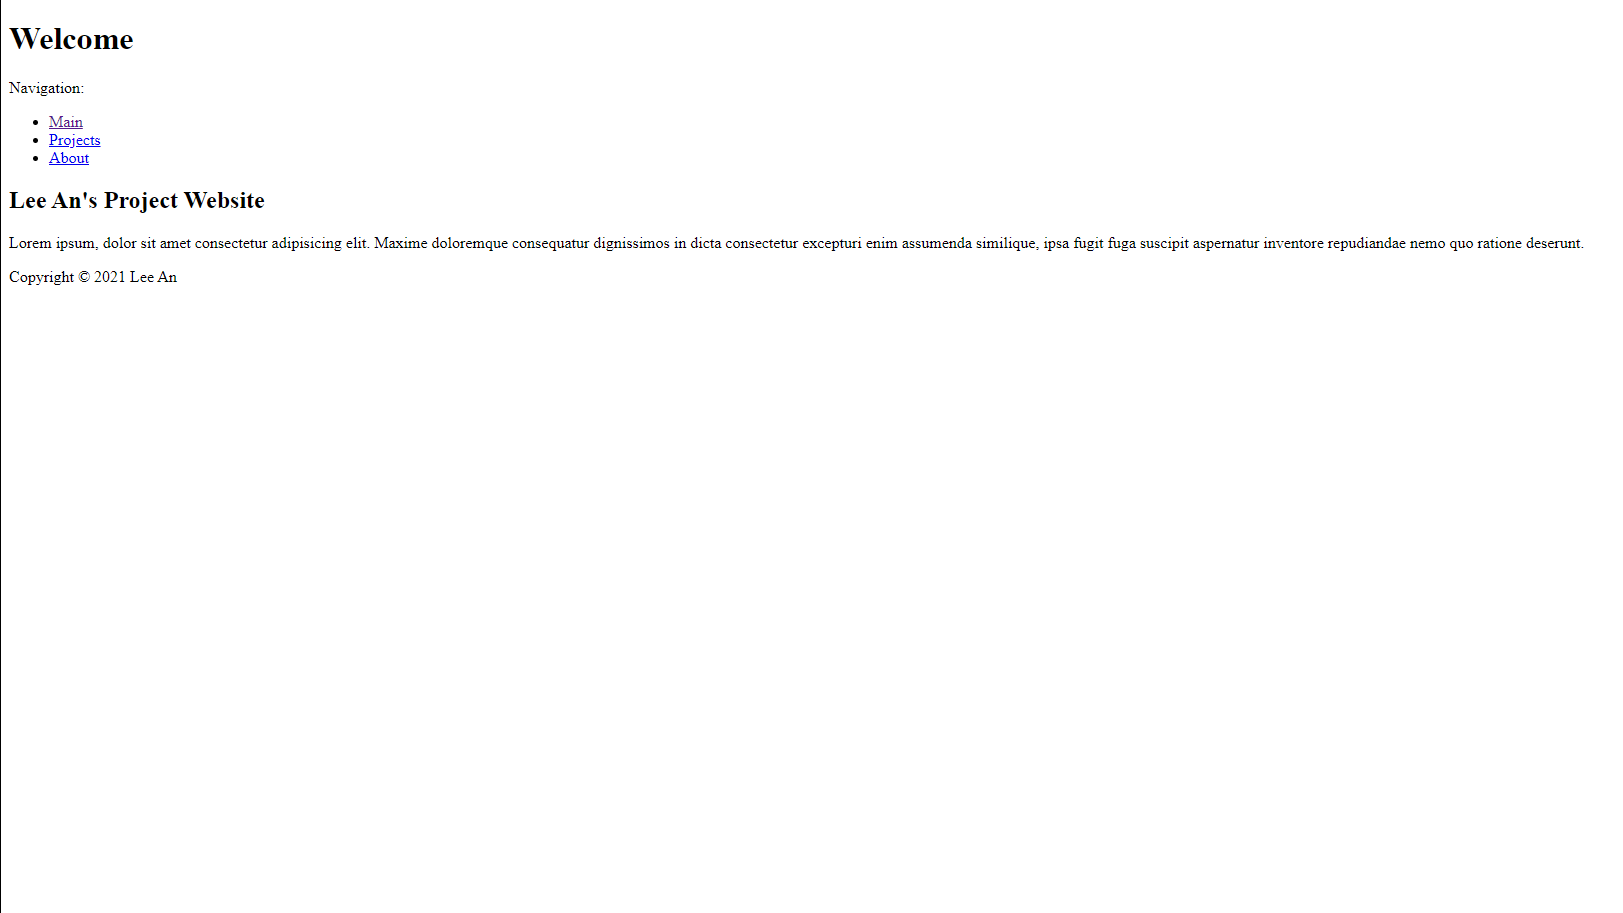 Welcome
Navigation:
Main
Projects
About
Lee An's Project Website
Lorem ipsum, dolor sit amet consectetur adipisicing elit. Maxime doloremque consequatur dignissimos in dicta consectetur excepturi enim assumenda similique, ipsa fugit fuga suscipit aspernatur inventore repudiandae nemo quo ratione deserunt.
Copyright © 2021 Lee An